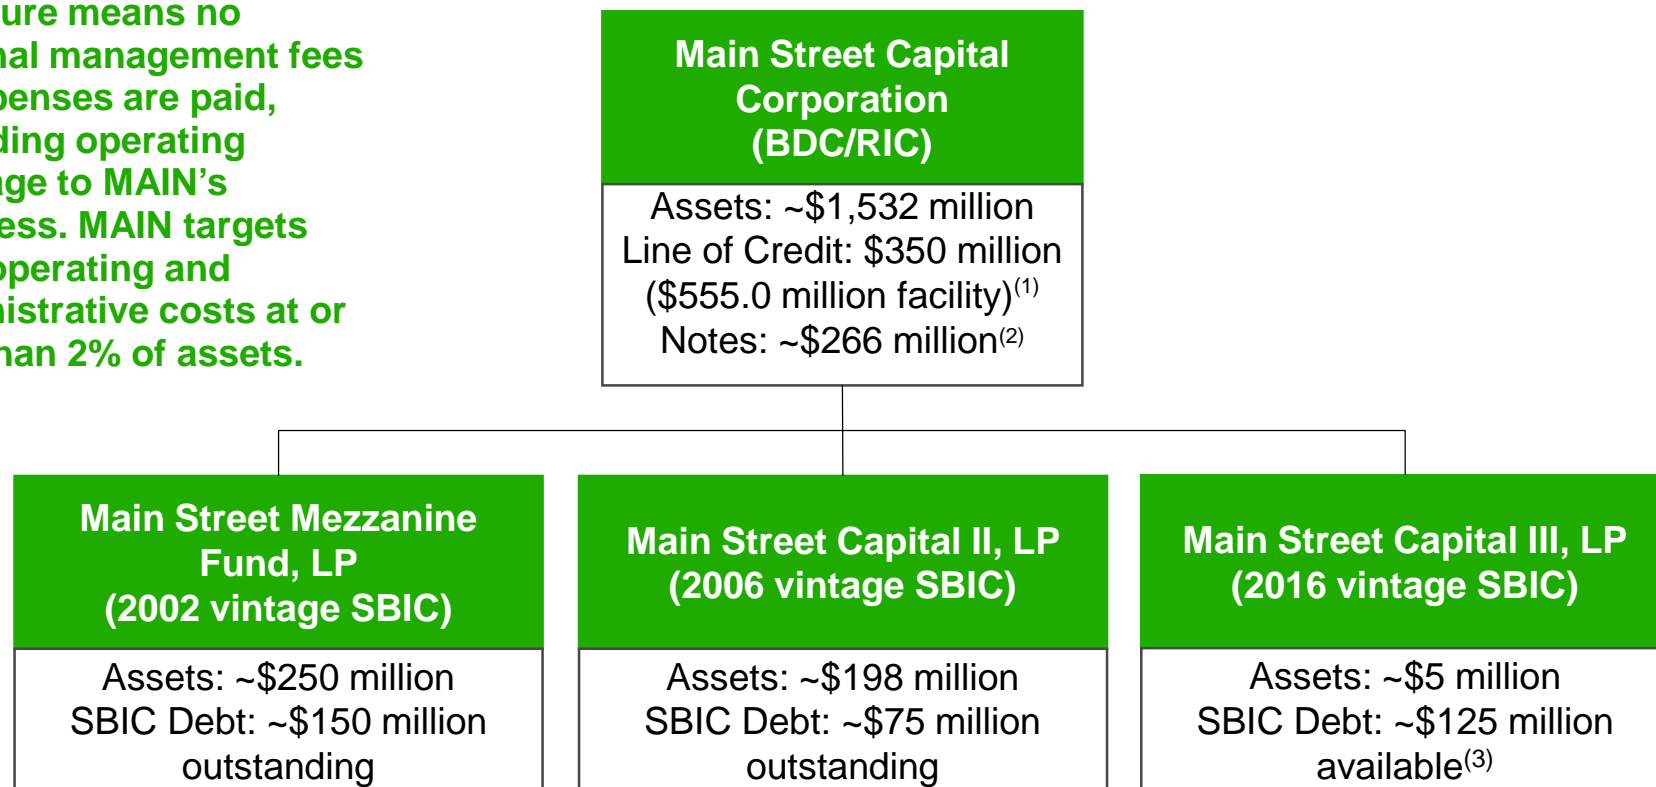 ure means no
nal management fees
penses are paid,
ding operating
age to MAIN’s
ess. MAIN targets
operating and
nistrative costs at or
han 2% of assets.
Main Street Capital
Corporation
(BDC/RIC)
Assets: ~$1,532 million
Line of Credit: $350 million
($555.0 million facility)(1)
Notes: ~$266 million(2)
Main Street Mezzanine
Fund, LP
(2002 vintage SBIC)
Assets: ~$250 million
SBIC Debt: ~$150 million
outstanding
Main Street Capital II, LP
(2006 vintage SBIC)
Assets: ~$198 million
SBIC Debt: ~$75 million
outstanding
Main Street Capital III, LP
(2016 vintage SBIC)
Assets: ~$5 million
SBIC Debt: ~$125 million
available(3)